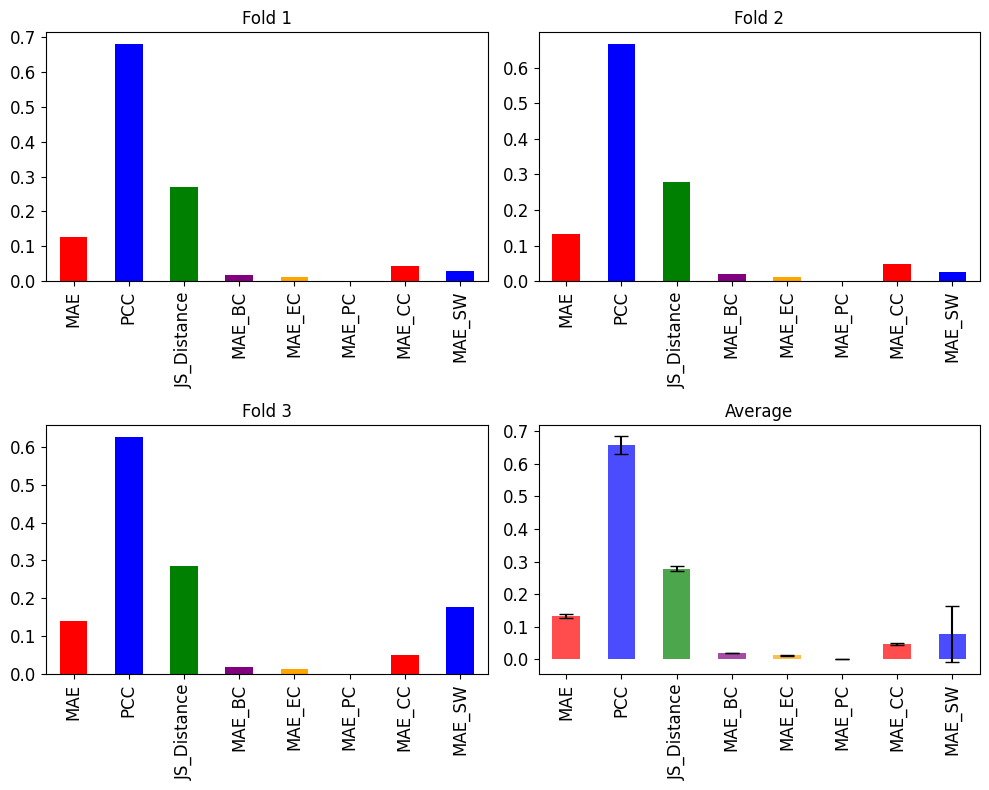 Fold 1
0.7
0.6
0.5
0.4
0.3
0.2
0.1
0.0
MAE
PCC
JS_Distance
MAE_BC
MAE_EC
MAE_PC
MAE_CC
MAE_SW
Fold 2
0.6
0.5
0.4
0.3
0.2
0.1
0.0
MAE
PCC
JS_Distance
MAE_BC
MAE_EC
MAE_PC
MAE_CC
MAE_SW
Fold 3
0.6
0.5
0.4
0.3
0.2
0.1
0.0
MAE
PCC
JS_Distance
MAE_BC
MAE_EC
MAE_PC
MAE_CC
MAE_SW
Average
0.7
0.6
0.5
0.4
0.3
0.2
0.1
0.0
MAE
PCC
JS_Distance
MAE_BC
MAE_EC
MAE_PC
MAE_CC
MAE_SW